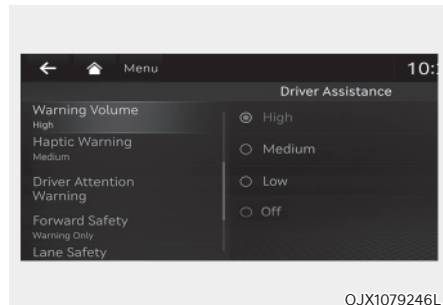 Menu
10:
Driver Assistance
Warning Volume
High
Haptic Warning
Medium
Driver Attention
Warning
Forward Safety
Warning Only
Lane Safety
High
Medium
Low
Off
OJX1079246L